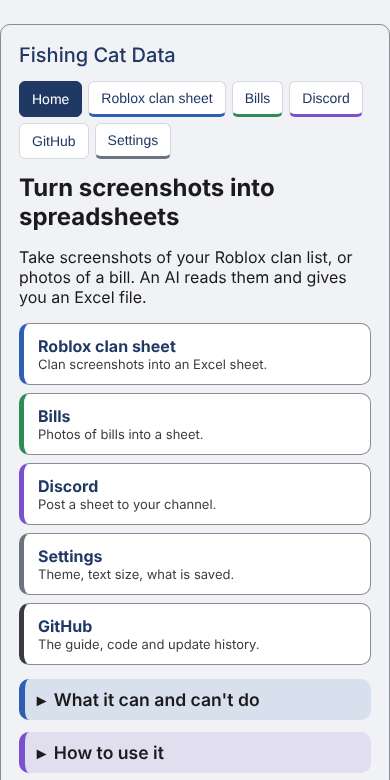 Fishing Cat Data
Home Roblox clan sheet Bills Discord
GitHub Settings
Turn screenshots into
spreadsheets
Take screenshots of your Roblox clan list, or
photos of a bill. An AI reads them and gives
you an Excel file.
Roblox clan sheet
Clan screenshots into an Excel sheet.
Bills
Photos of bills into a sheet.
Discord
Post a sheet to your channel.
Settings
Theme, text size, what is saved.
GitHub
The guide, code and update history.
► What it can and can't do
► How to use it